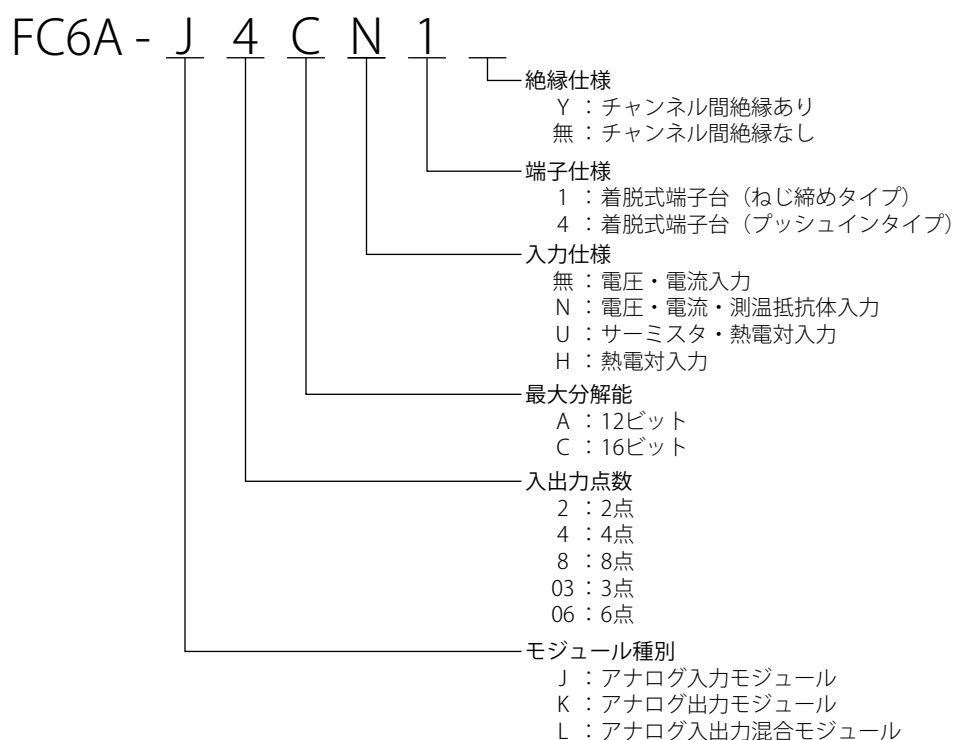 FC6A - J 4 C N 1
絶縁仕様
Y ：チャンネル間絶縁あり
無：チャンネル間絶縁なし
端子仕様
1 ：着脱式端子台（ねじ締めタイプ）
4 ：着脱式端子台（プッシュインタイプ）
入力仕様
無：電圧・電流入力
N ：電圧・電流・測温抵抗体入力
U ：サーミスタ・熱電対入力
H ：熱電対入力
最大分解能
A ：12ビット
C ：16ビット
入出力点数
2 ：2点
4 ：4点
8 ：8点
03 ：3点
06 ：6点
モジュール種別
J ：アナログ入力モジュール
K ：アナログ出力モジュール
L ：アナログ入出力混合モジュール